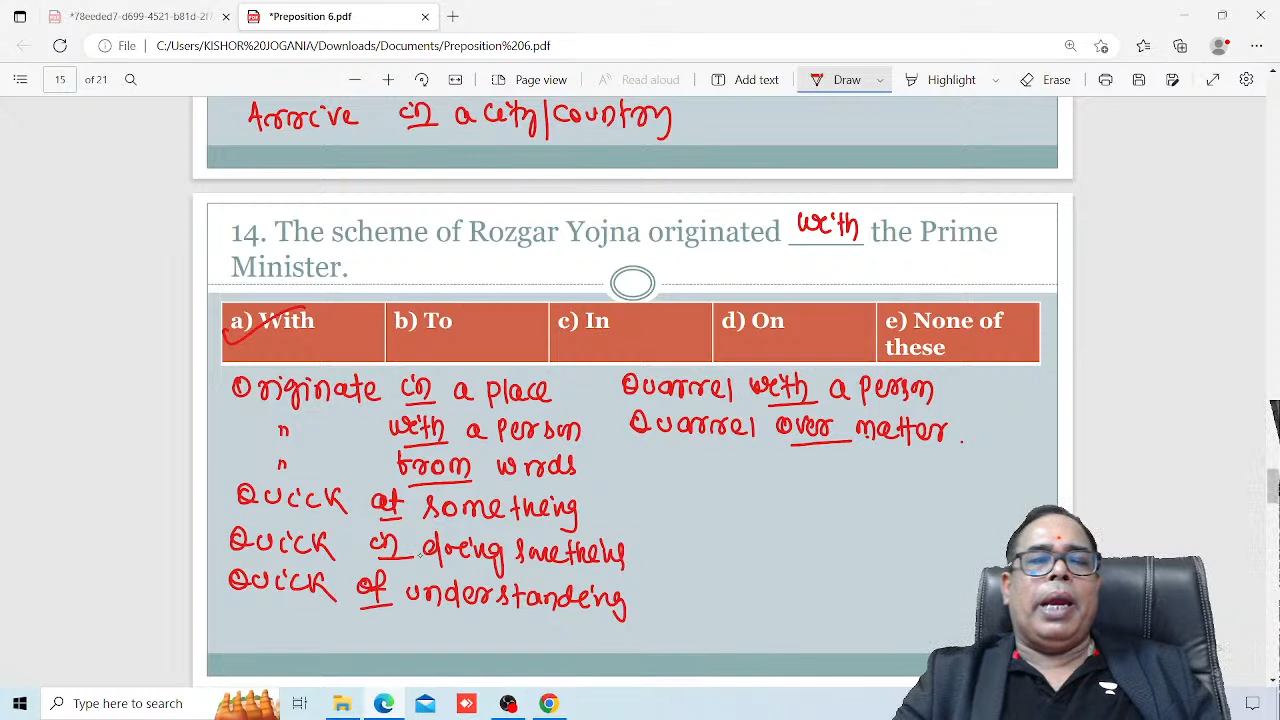 *78eeded7-d699-4521-b81d-2f7
*Preposition 6.pdf
File
C:/Users/KISHOR%20JOGANIA/Downloads/Documents/Preposition%206.pdf
15 of 21
Page view
Read aloud
Add text
Draw
Highlight
Erase
Arrive in a city/country
14. The scheme of Rozgar Yojna originated with the Prime
Minister.
a) With b) To c) In d) On e) None of
these
Originate in a place Quarrel with a person
" with a person Quarrel over matter.
" from words
Quick at something
Quick in doing something
Quick of understanding
Type here to search